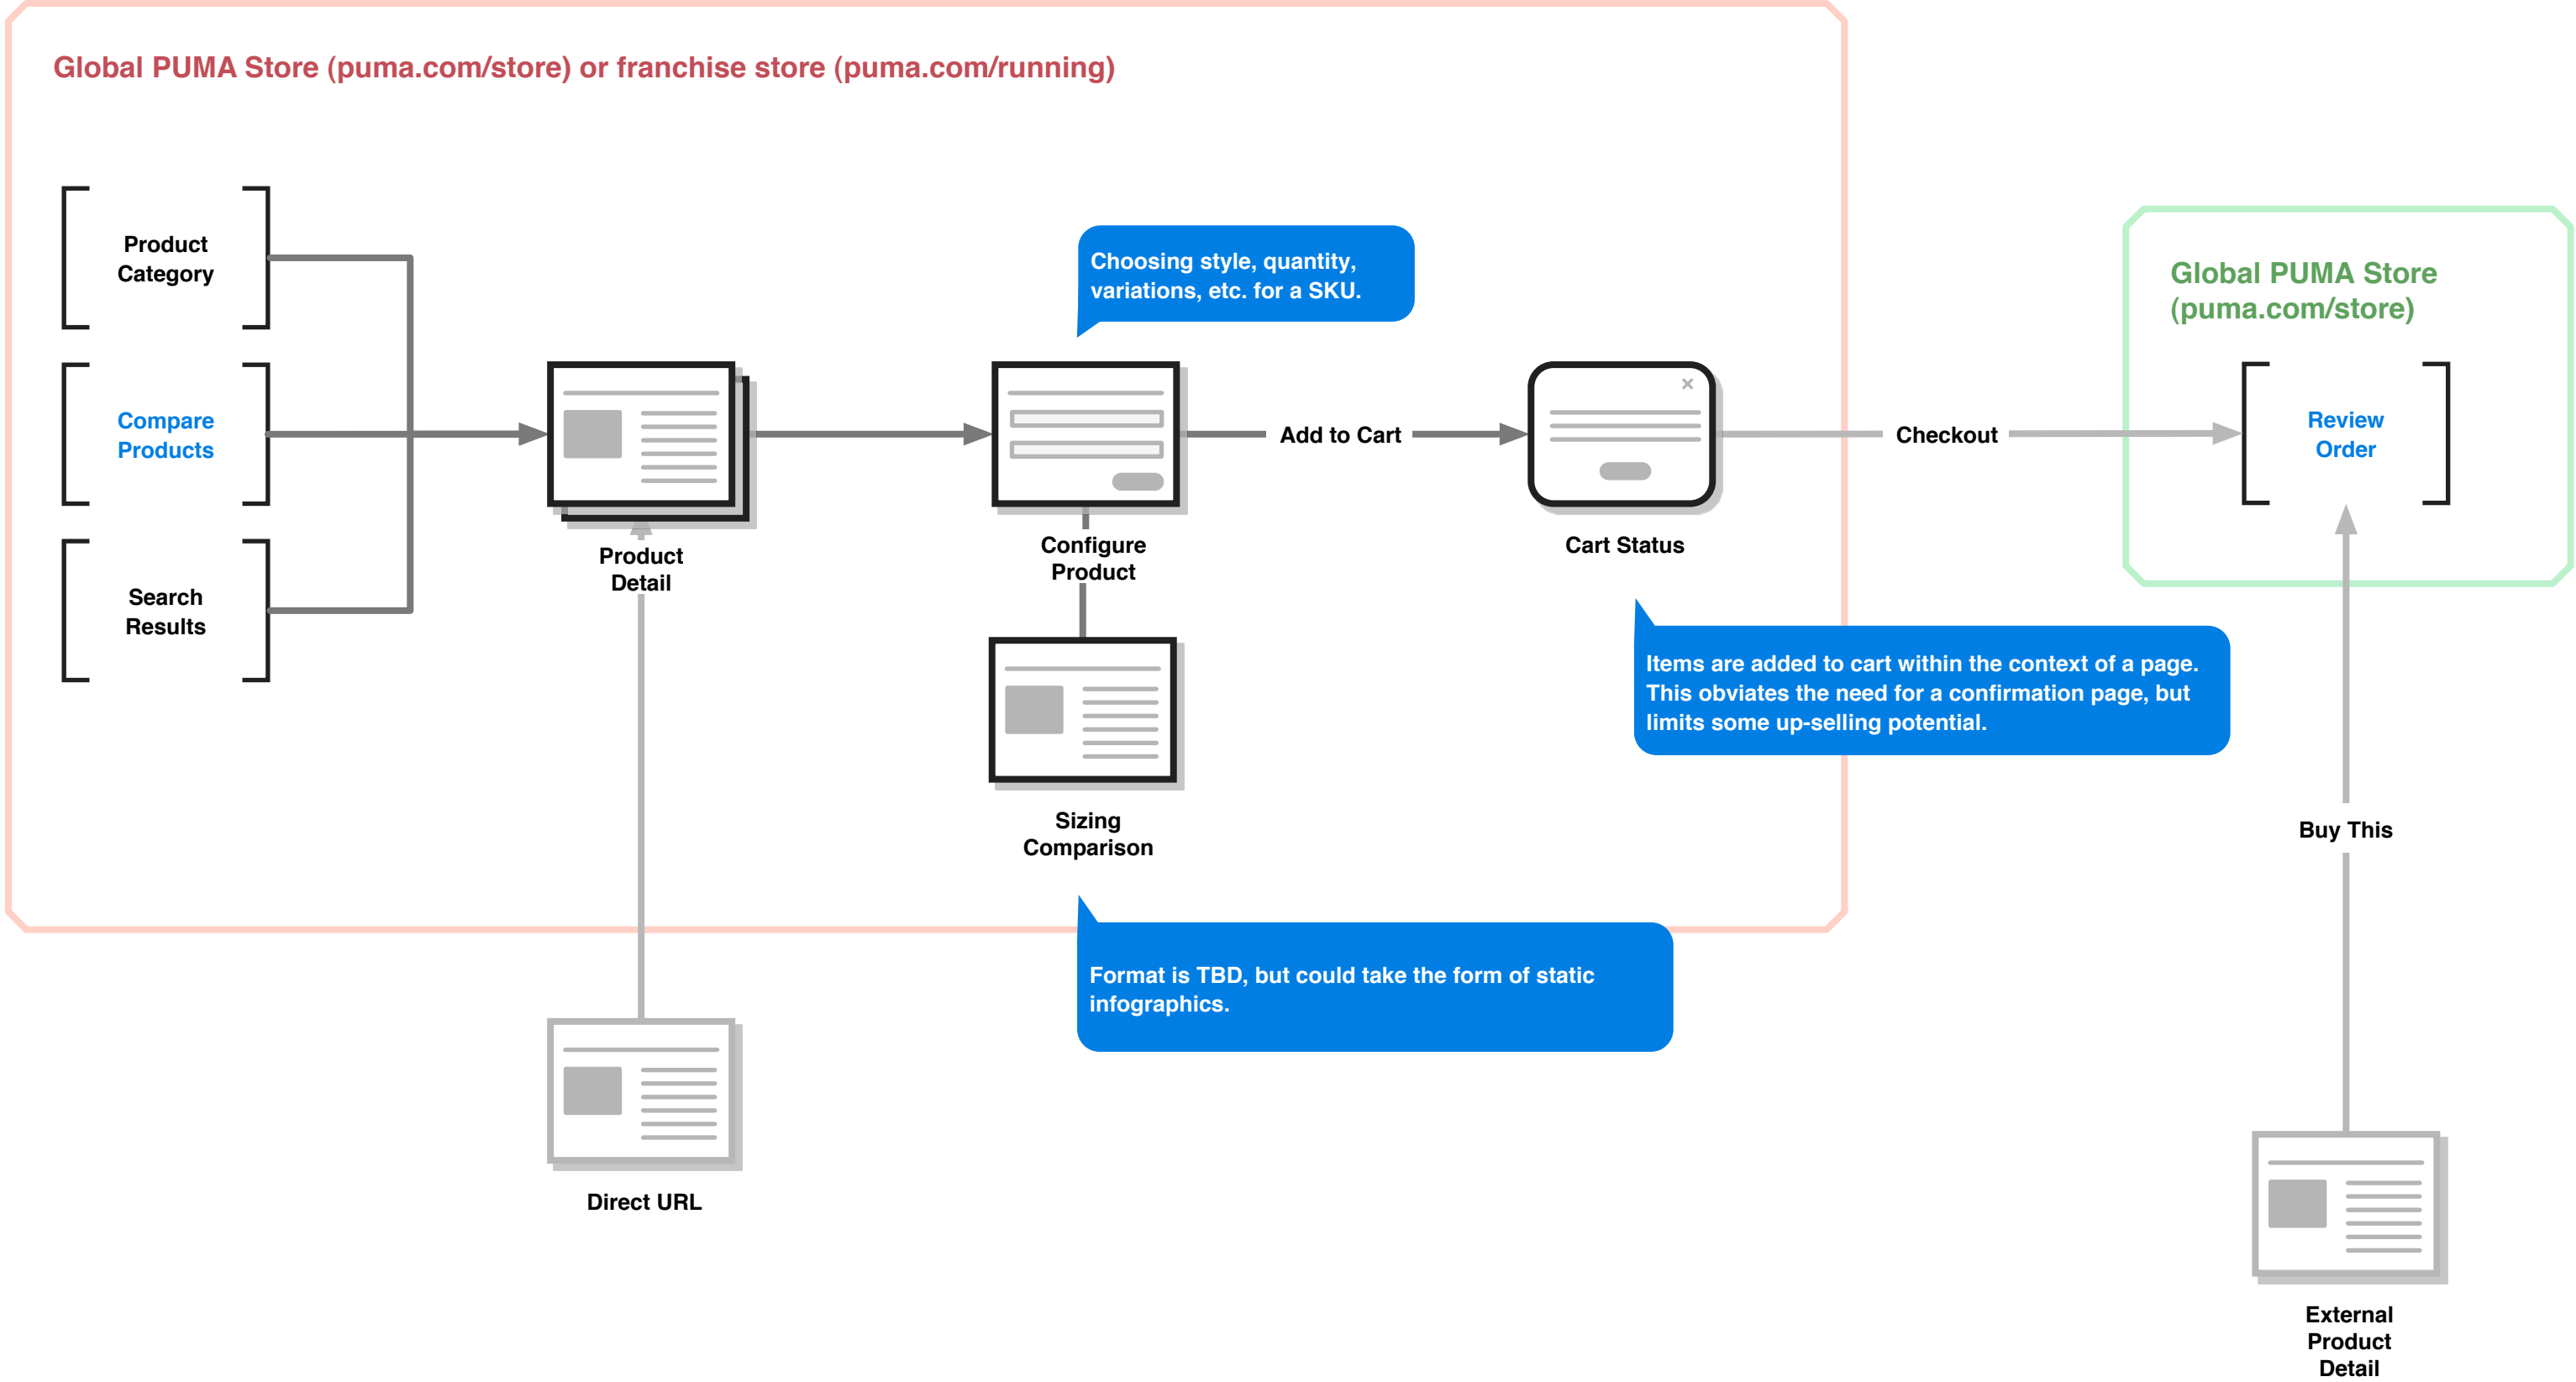 Global PUMA Store (puma.com/store) or franchise store (puma.com/running)
Product
Category
Compare
Products
Search
Results
Product
Detail
Choosing style, quantity,
variations, etc. for a SKU.
Configure
Product
Add to Cart
Cart Status
Checkout
Global PUMA Store
(puma.com/store)
Review
Order
Items are added to cart within the context of a page.
This obviates the need for a confirmation page, but
limits some up-selling potential.
Sizing
Comparison
Format is TBD, but could take the form of static
infographics.
Buy This
Direct URL
External
Product
Detail